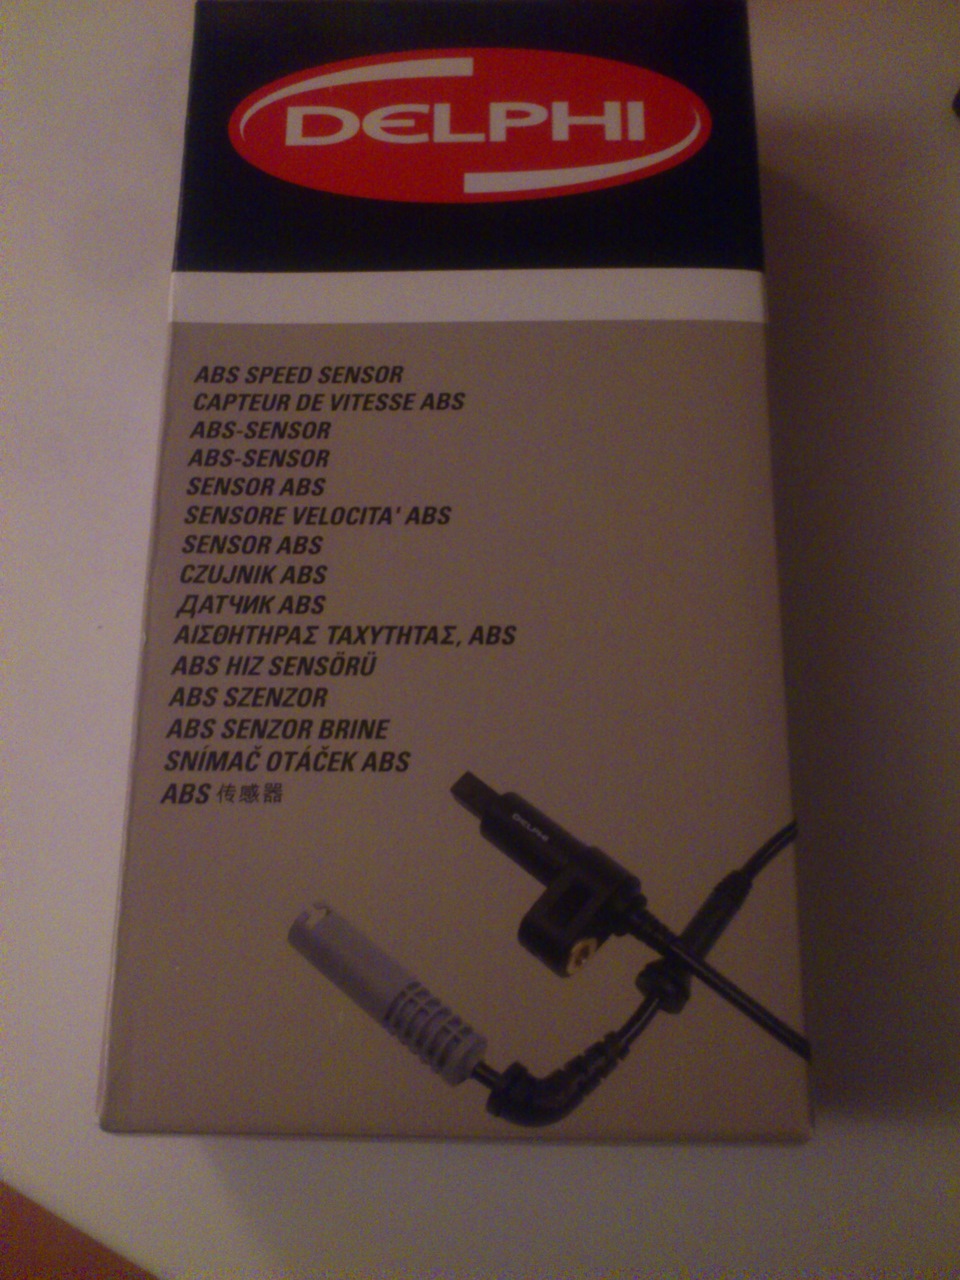 DELPHI
ABS SPEED SENSOR
CAPTEUR DE VITESSE ABS
ABS-SENSOR
ABS-SENSOR
SENSOR ABS
SENSORE VELOCITA' ABS
SENSOR ABS
CZUJNIK ABS
ДАТЧИК ABS
ΑΙΣΘΗΤΗΡΑΣ ΤΑΧΥΤΗΤΑΣ, ABS
ABS HIZ SENSÖRÜ
ABS SZENZOR
ABS SENZOR BRINE
SNÍMAČ OTÁČEK ABS
ABS 传感器
DELPHI